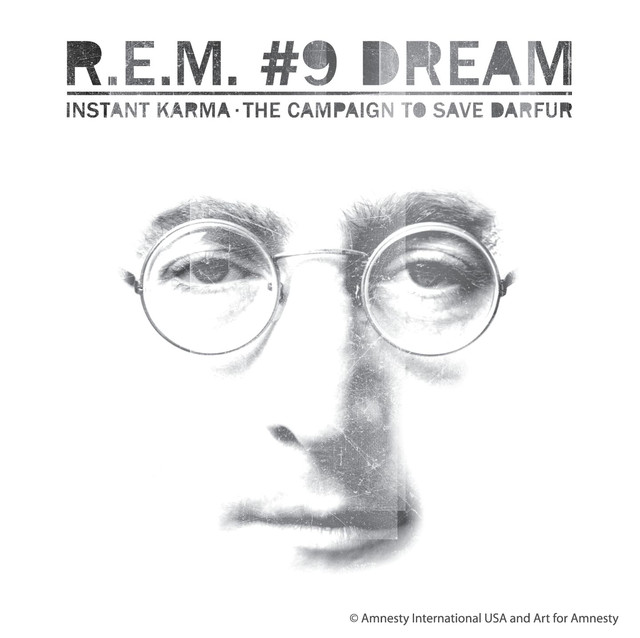 R.E.M. #9 DREAM
INSTANT KARMA · THE CAMPAIGN TO SAVE DARFUR
© Amnesty International USA and Art for Amnesty